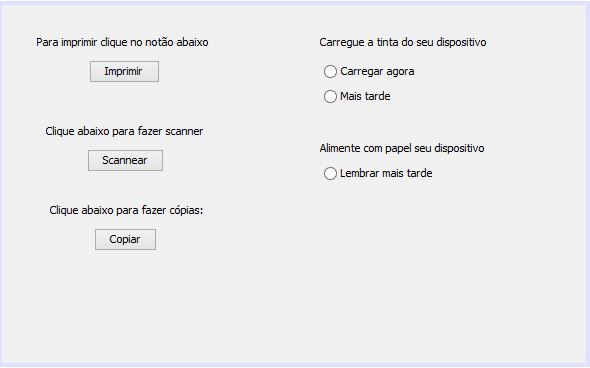 Para imprimir clique no notão abaixo
Imprimir
Clique abaixo para fazer scanner
Scannear
Clique abaixo para fazer cópias:
Copiar
Carregue a tinta do seu dispositivo
Carregar agora
Mais tarde
Alimente com papel seu dispositivo
Lembrar mais tarde